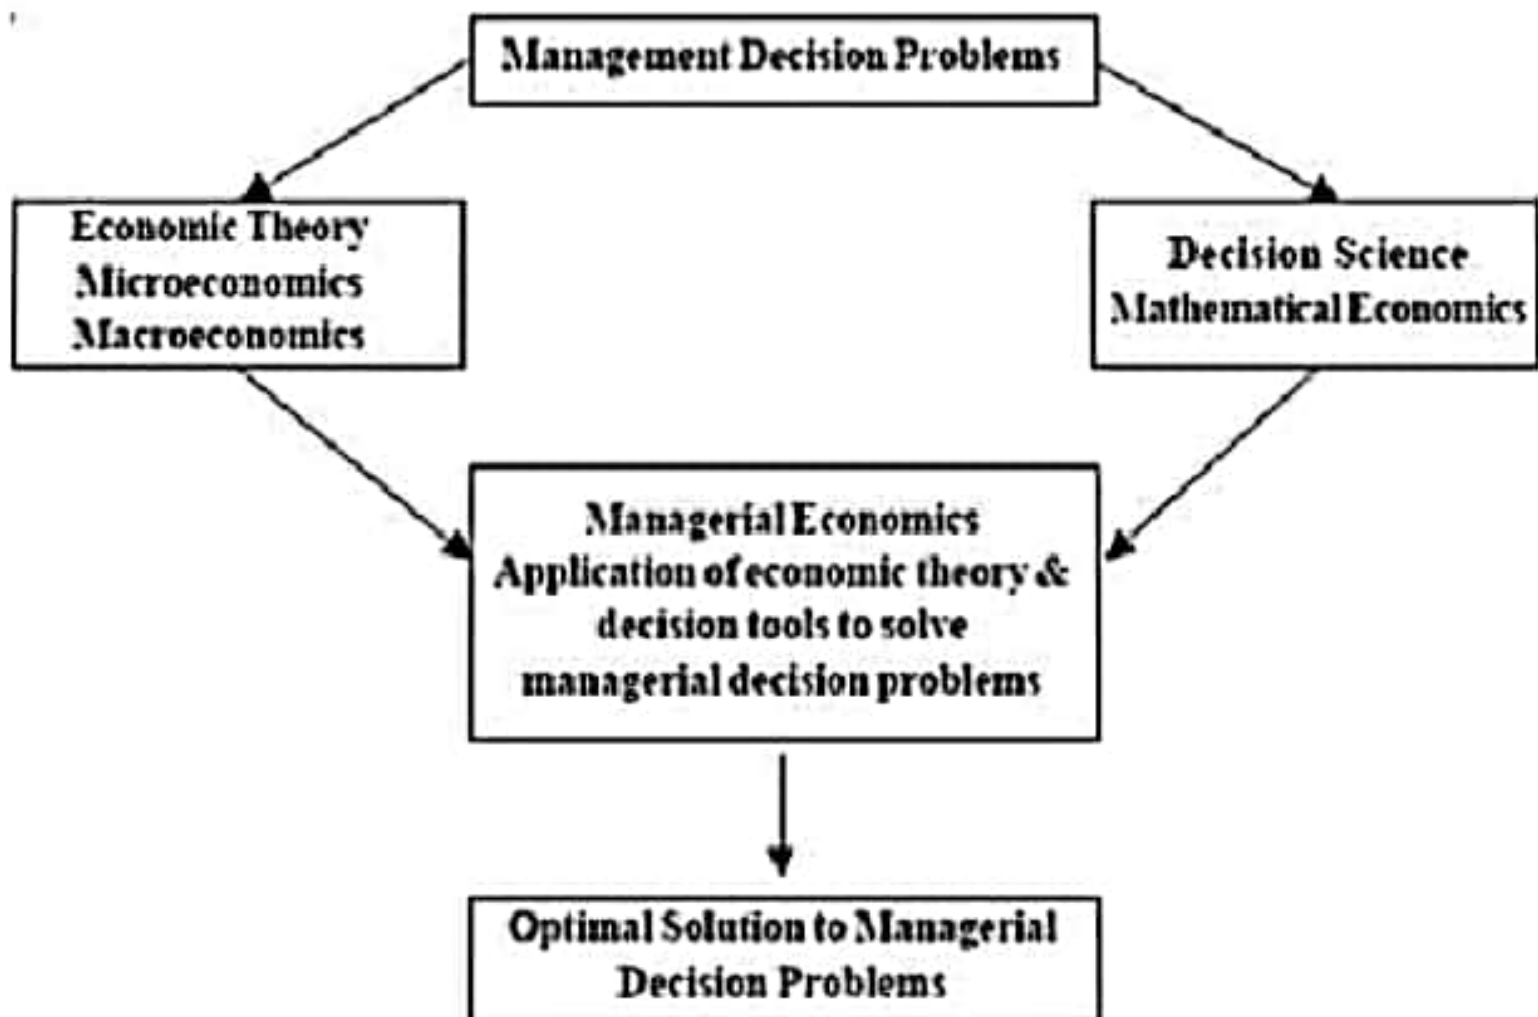 Management Decision Problems
Economic Theory
Microeconomics
Macroeconomics
Decision Science
Mathematical Economics
Managerial Economics
Application of economic theory &
decision tools to solve
managerial decision problems
Optimal Solution to Managerial
Decision Problems